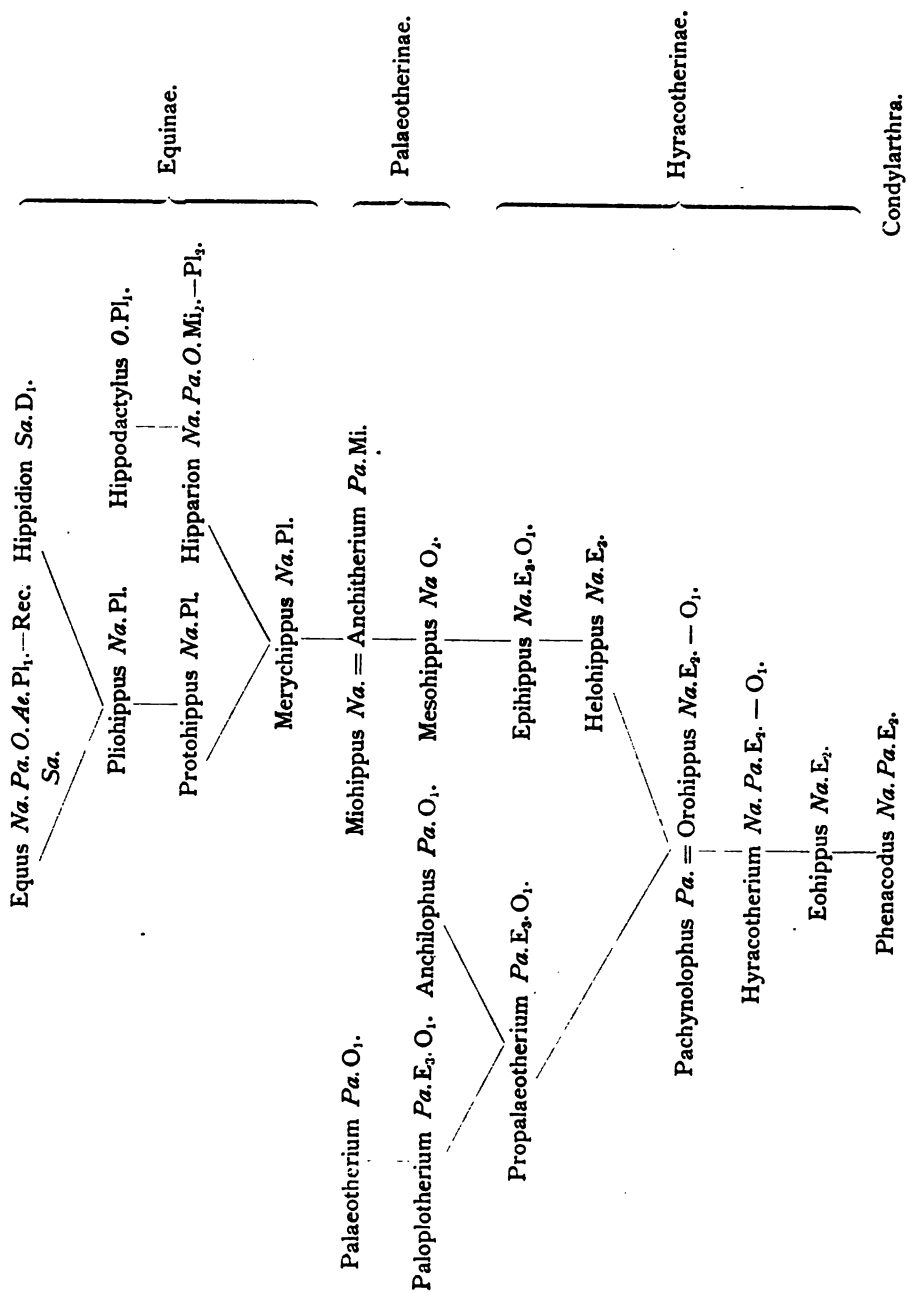 Equus Na. Pa. O. Ae. Pl₁.—Rec. Hippidion Sa. D₁.
Sa.
Pliohippus Na. Pl.
Hippodactylus O. Pl₁.
Protohippus Na. Pl.
Hipparion Na. Pa. O. Mi₂.—Pl₂.
Merychippus Na. Pl.
Equinae.
Miohippus Na. = Anchitherium Pa. Mi.
Palaeotherium Pa. O₁.
Paloplotherium Pa. E₃. O₁.
Anchilophus Pa. O₁.
Mesohippus Na O₂.
Palaeotherinae.
Propalaeotherium Pa. E₃. O₁.
Epihippus Na. E₃. O₁.
Helohippus Na. E₃.
Pachynolophus Pa. = Orohippus Na. E₂. — O₁.
Hyracotherium Na. Pa. E₂. — O₁.
Eohippus Na. E₂.
Hyracotherinae.
Phenacodus Na. Pa. E₂.
Condylarthra.